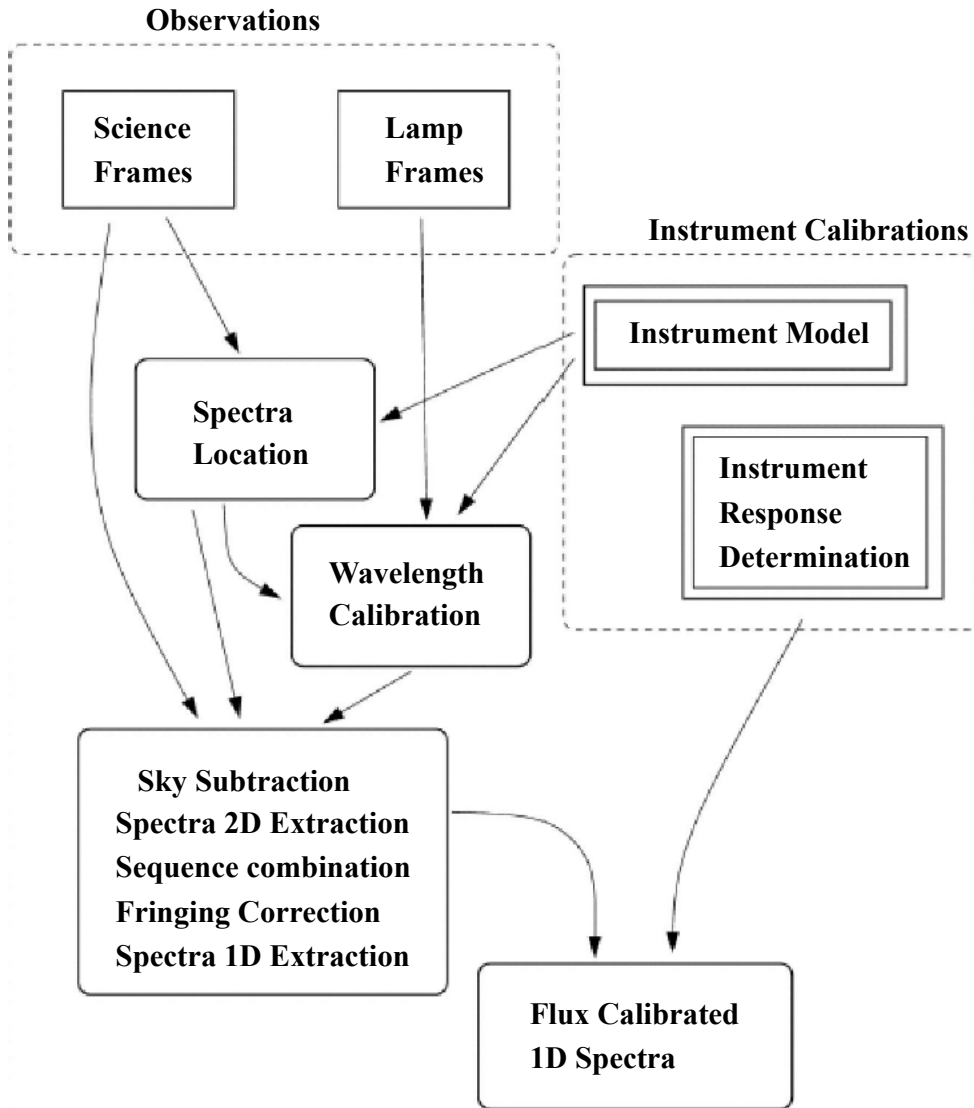 Observations
Science
Frames
Lamp
Frames
Instrument Calibrations
Instrument Model
Spectra
Location
Instrument
Response
Determination
Wavelength
Calibration
Sky Subtraction
Spectra 2D Extraction
Sequence combination
Fringing Correction
Spectra 1D Extraction
Flux Calibrated
1D Spectra